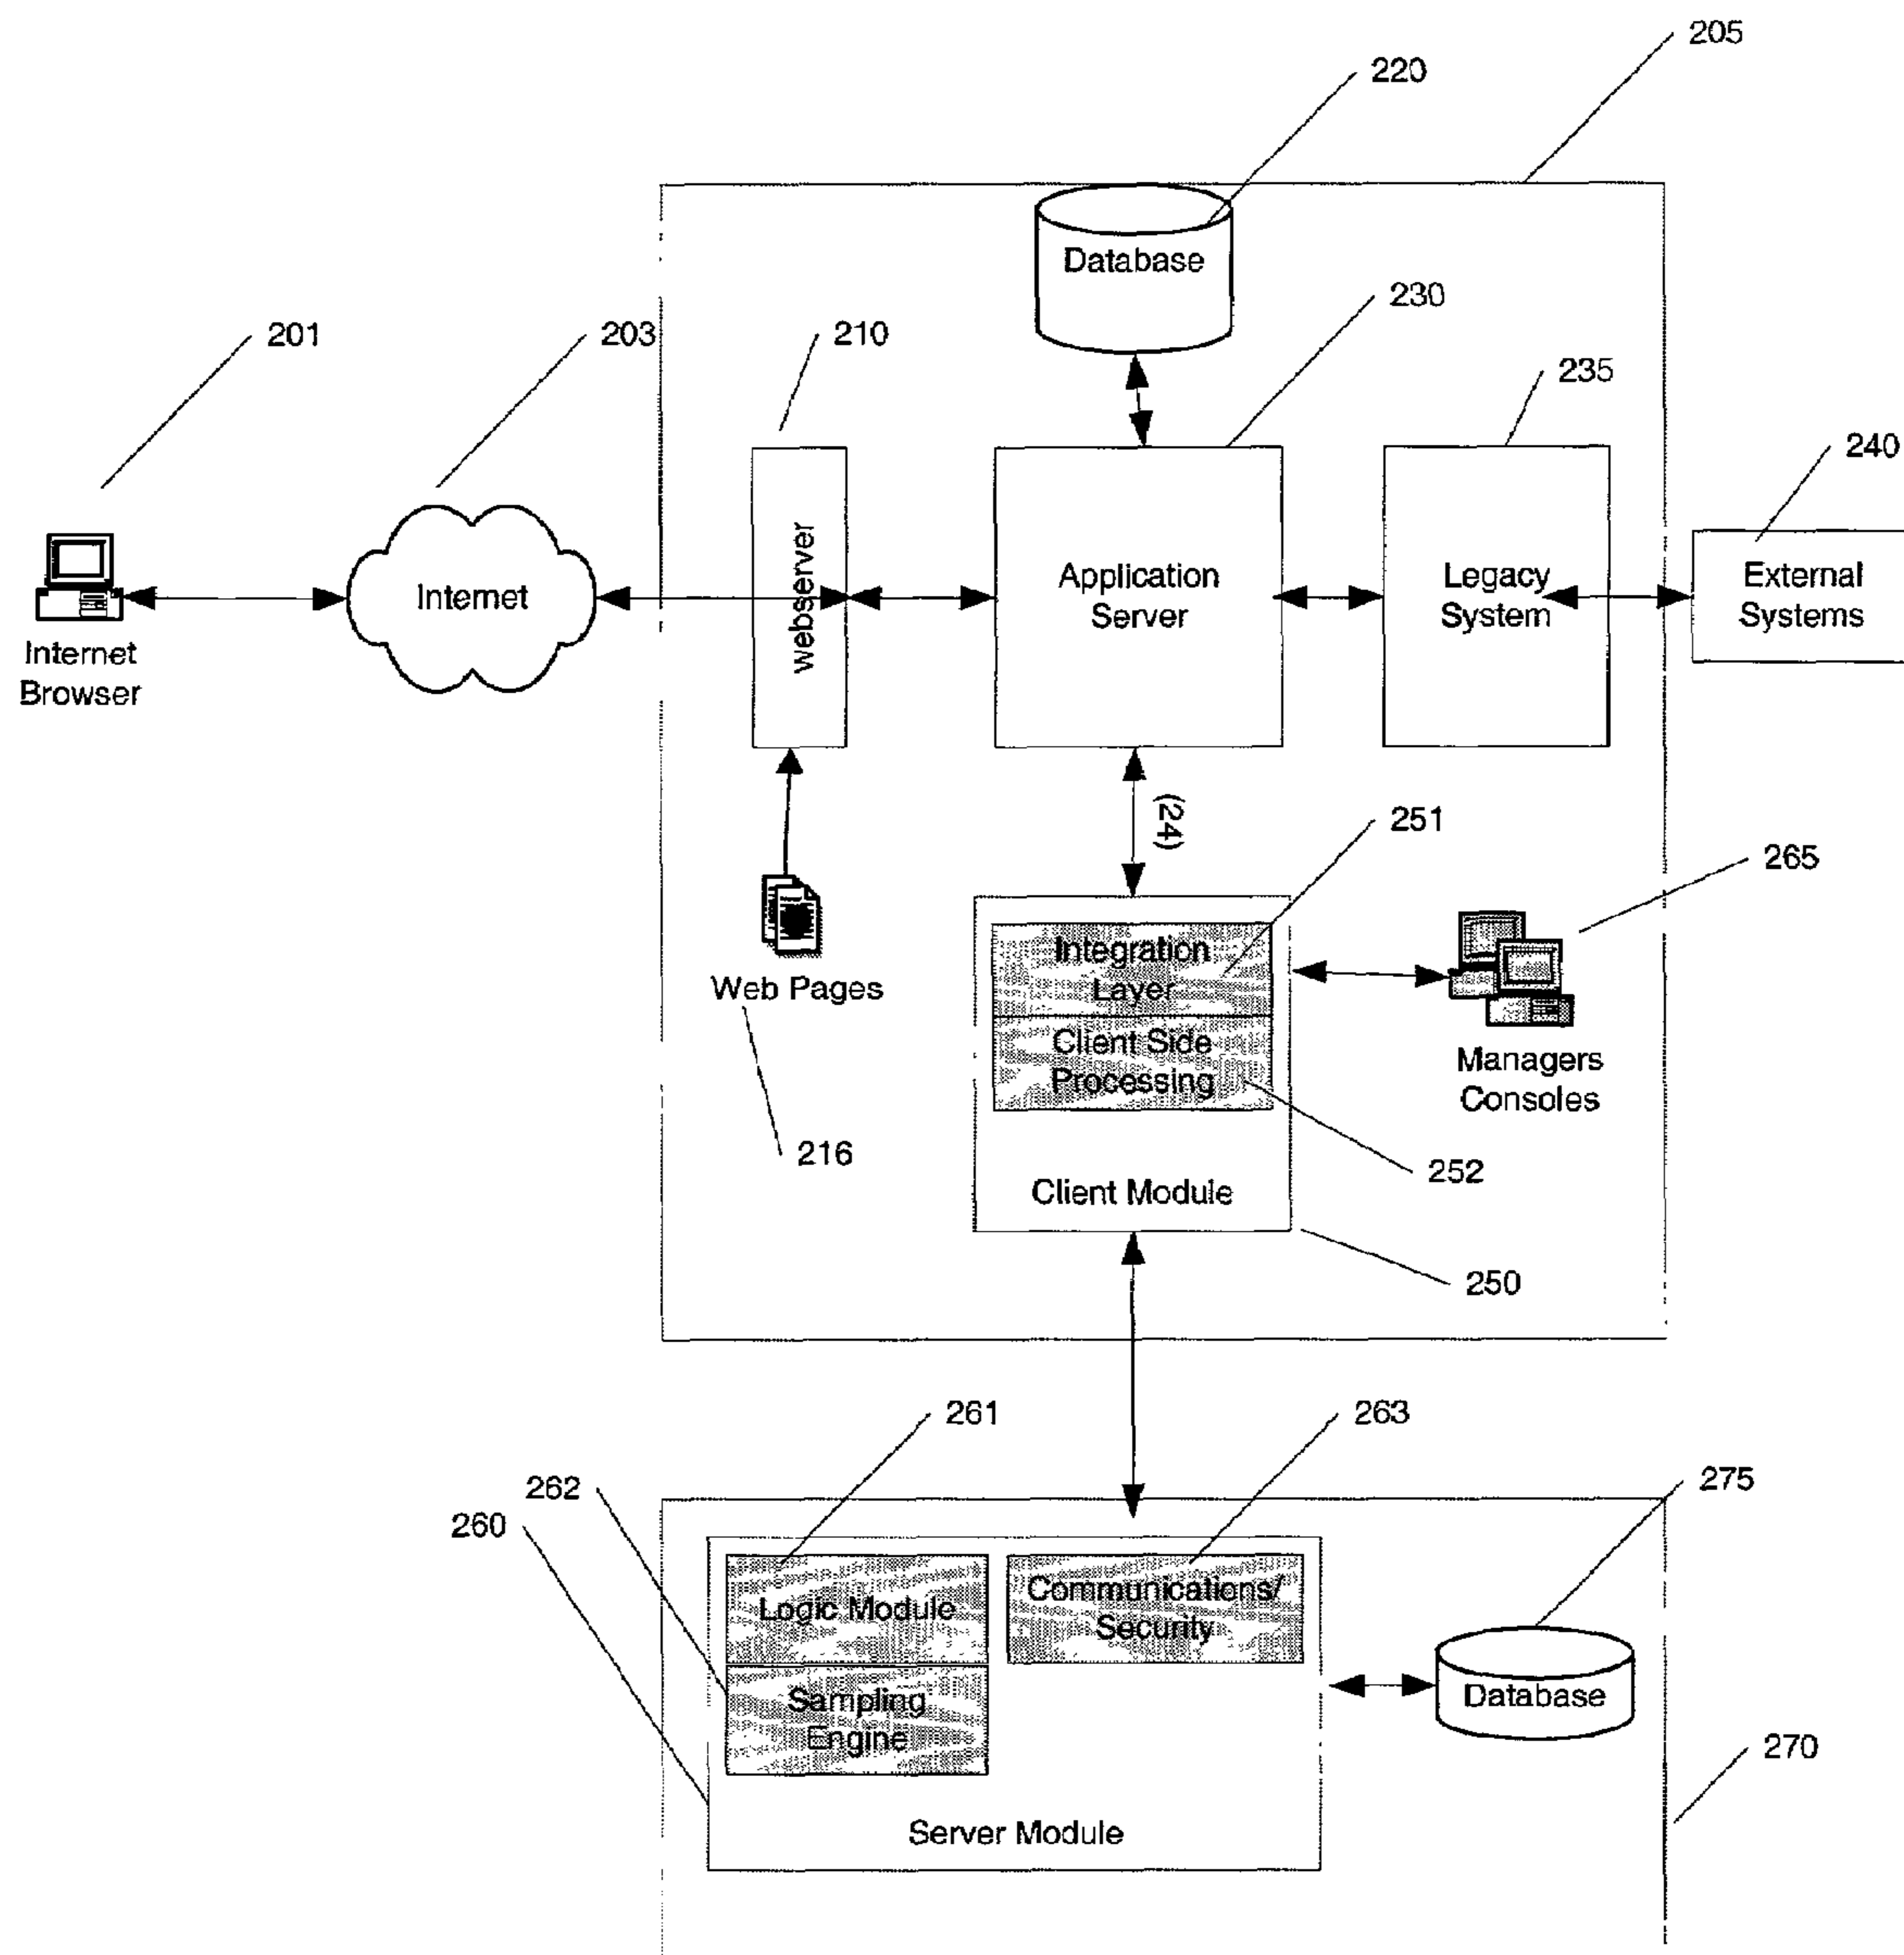 205
220
Database
230
201
203
210
235
240
webserver
Internet
Application
Server
Legacy
System
External
Systems
Internet
Browser
(24)
251
265
Web Pages
Integration
Layer
Client Side
Processing
Managers
Consoles
216
252
Client Module
250
261
263
262
275
260
Logic Module
Communications/
Security
Sampling
Engine
Database
270
Server Module